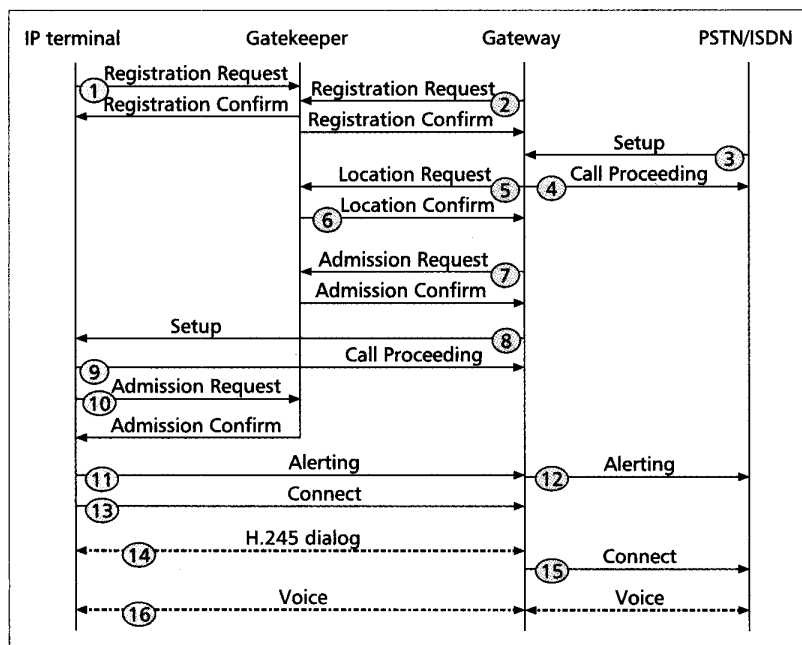 IP terminal Gatekeeper Gateway PSTN/ISDN
1 Registration Request
Registration Request 2
Registration Confirm
Registration Confirm
Setup 3
Location Request 5 4 Call Proceeding
6 Location Confirm
Admission Request 7
Admission Confirm
Setup 8
9 Call Proceeding
10 Admission Request
Admission Confirm
11 Alerting 12 Alerting
13 Connect
14 H.245 dialog
15 Connect
16 Voice Voice